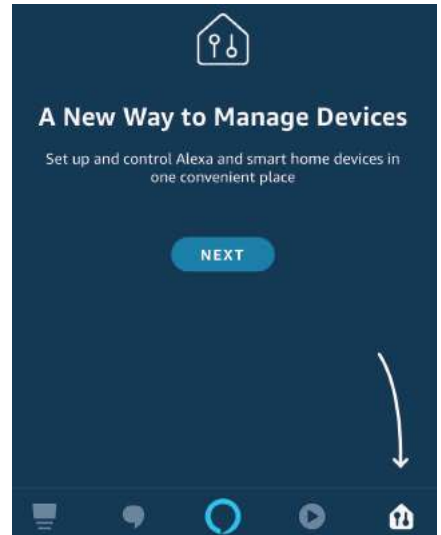 A New Way to Manage Devices
Set up and control Alexa and smart home devices in
one convenient place
NEXT